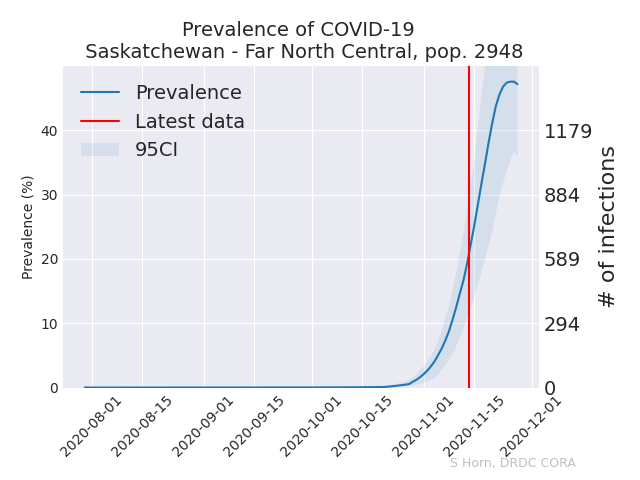 Prevalence of COVID-19
Saskatchewan - Far North Central, pop. 2948
Prevalence
Latest data
95CI
Prevalence (%)
40
30
20
10
0
1179
884
589
294
0
# of infections
2020-08-01
2020-08-15
2020-09-01
2020-09-15
2020-10-01
2020-10-15
2020-11-01
2020-11-15
2020-12-01
S Horn, DRDC CORA